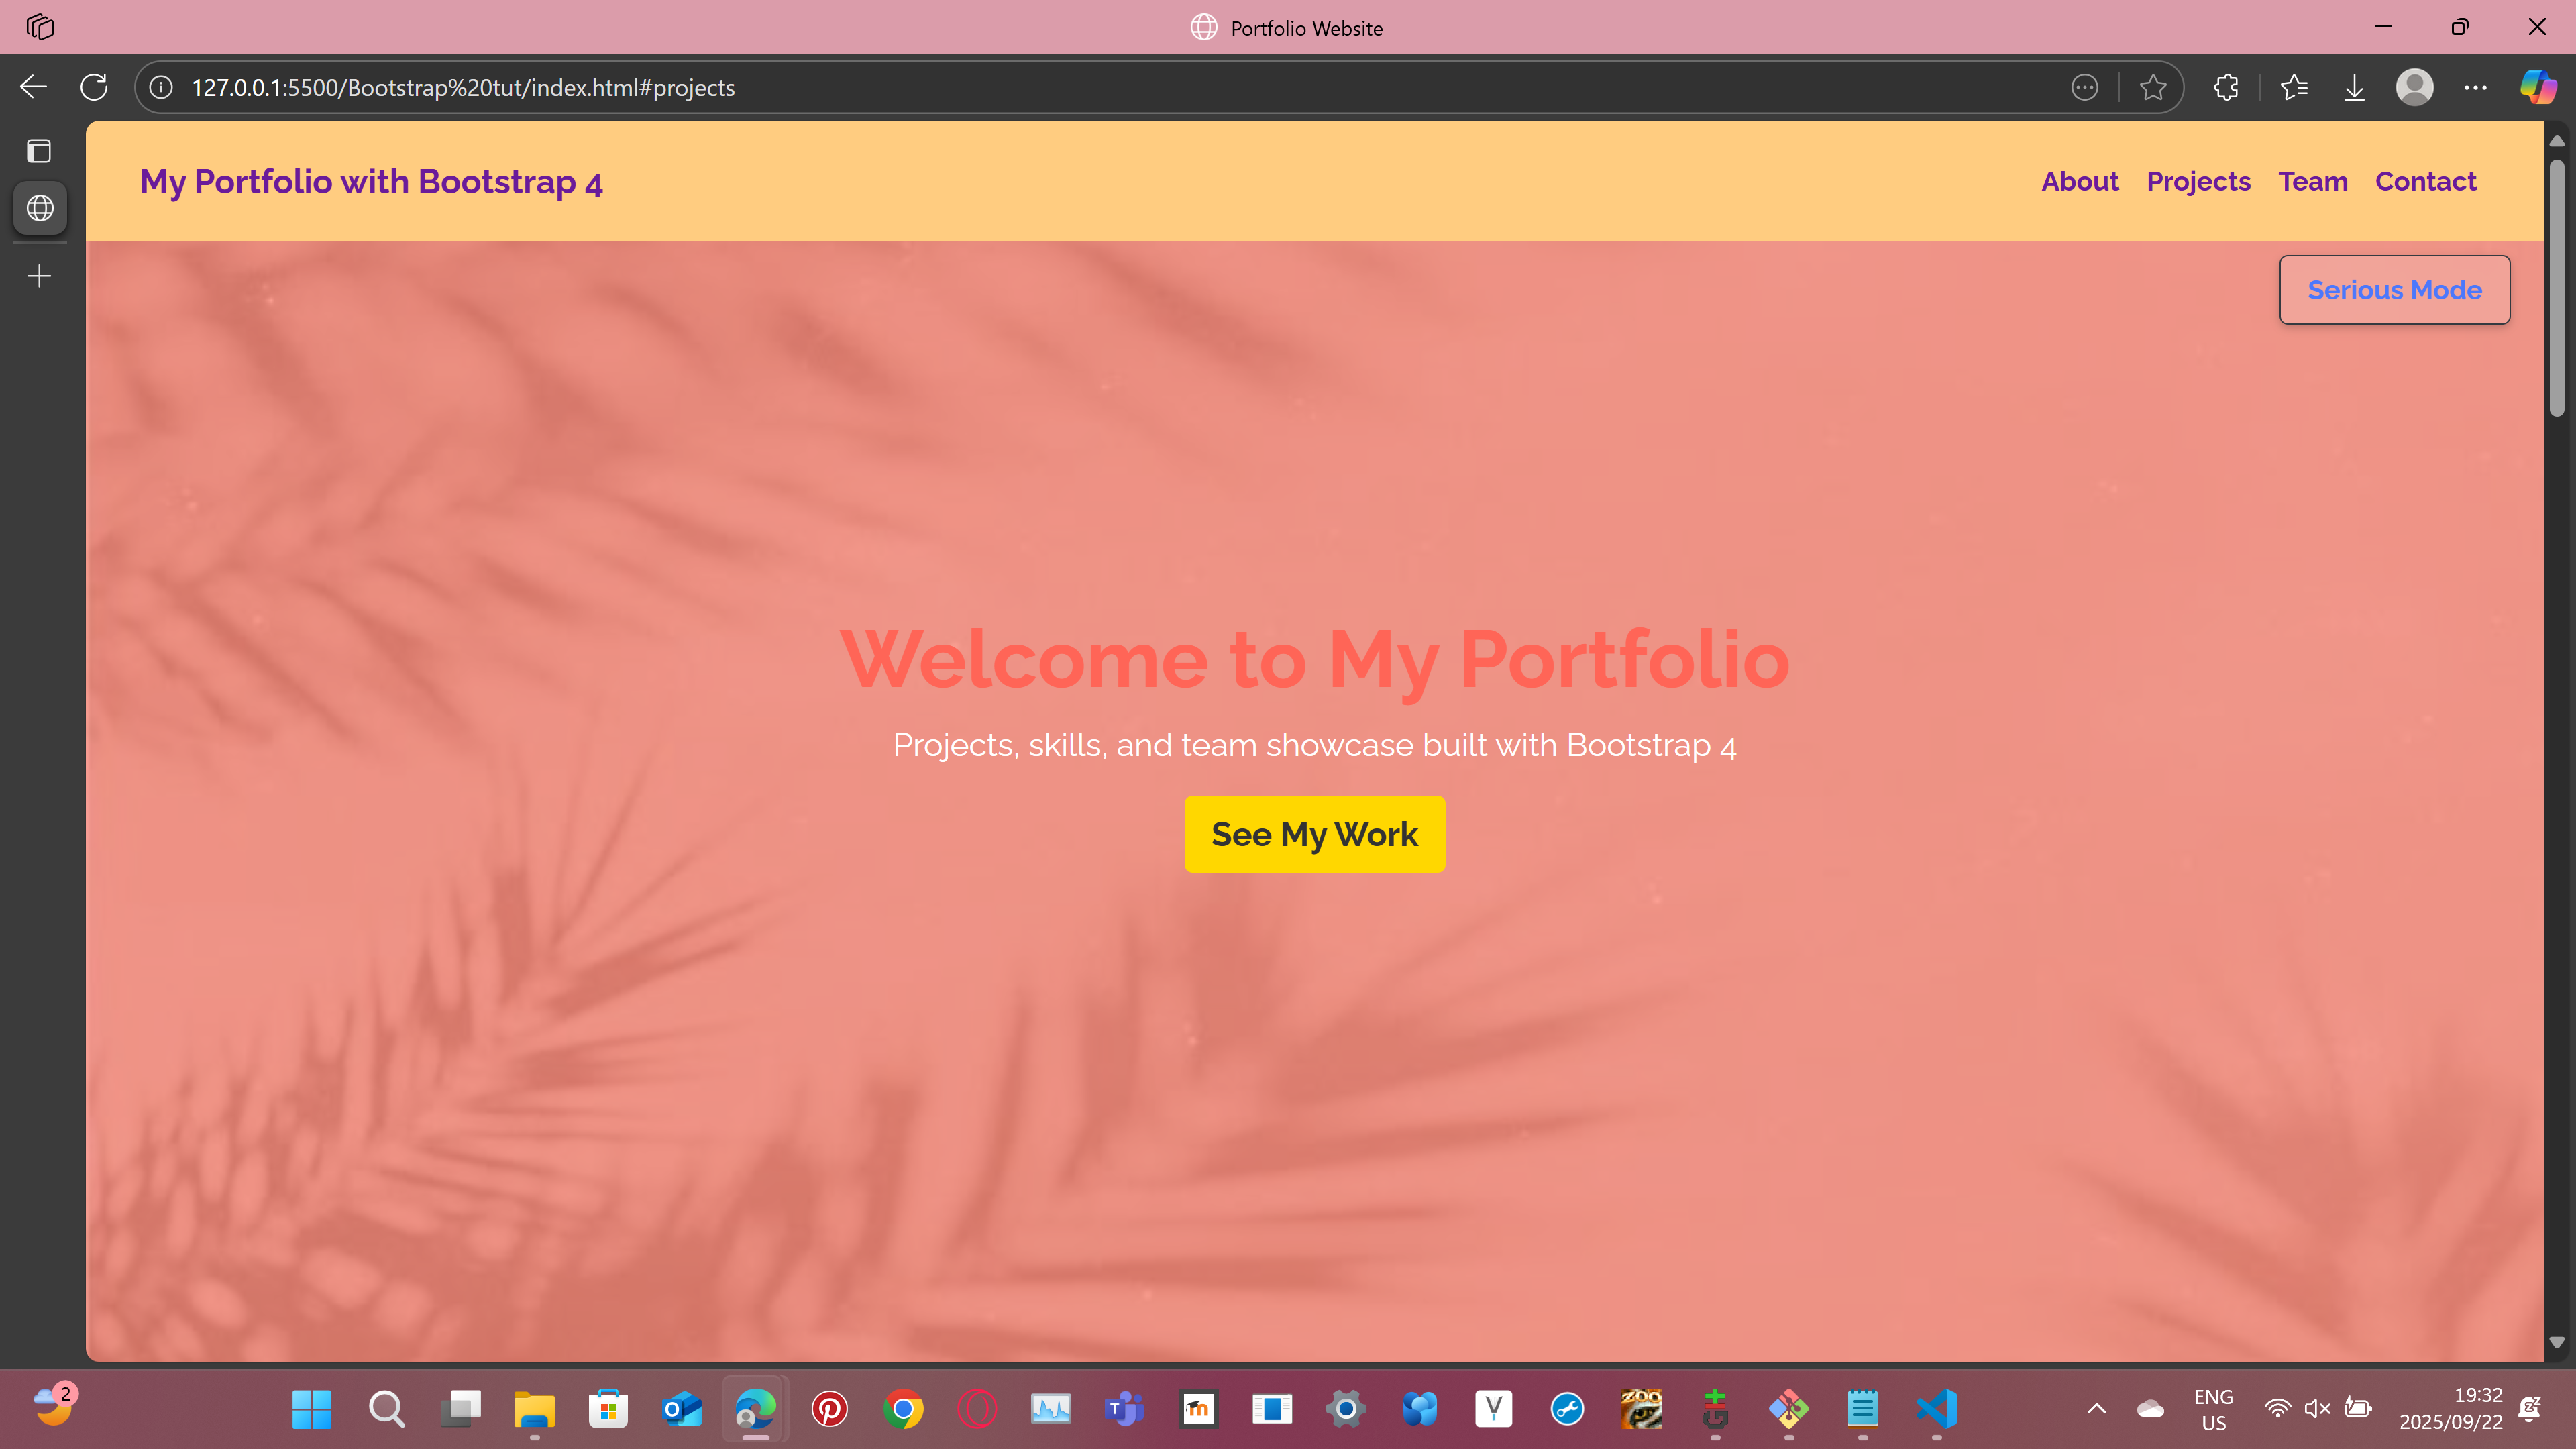 Portfolio Website
127.0.0.1:5500/Bootstrap%20tut/index.html#projects
My Portfolio with Bootstrap 4
About Projects Team Contact
Serious Mode
Welcome to My Portfolio
Projects, skills, and team showcase built with Bootstrap 4
See My Work
2
ZOO
ENG
US
19:32
2025/09/22